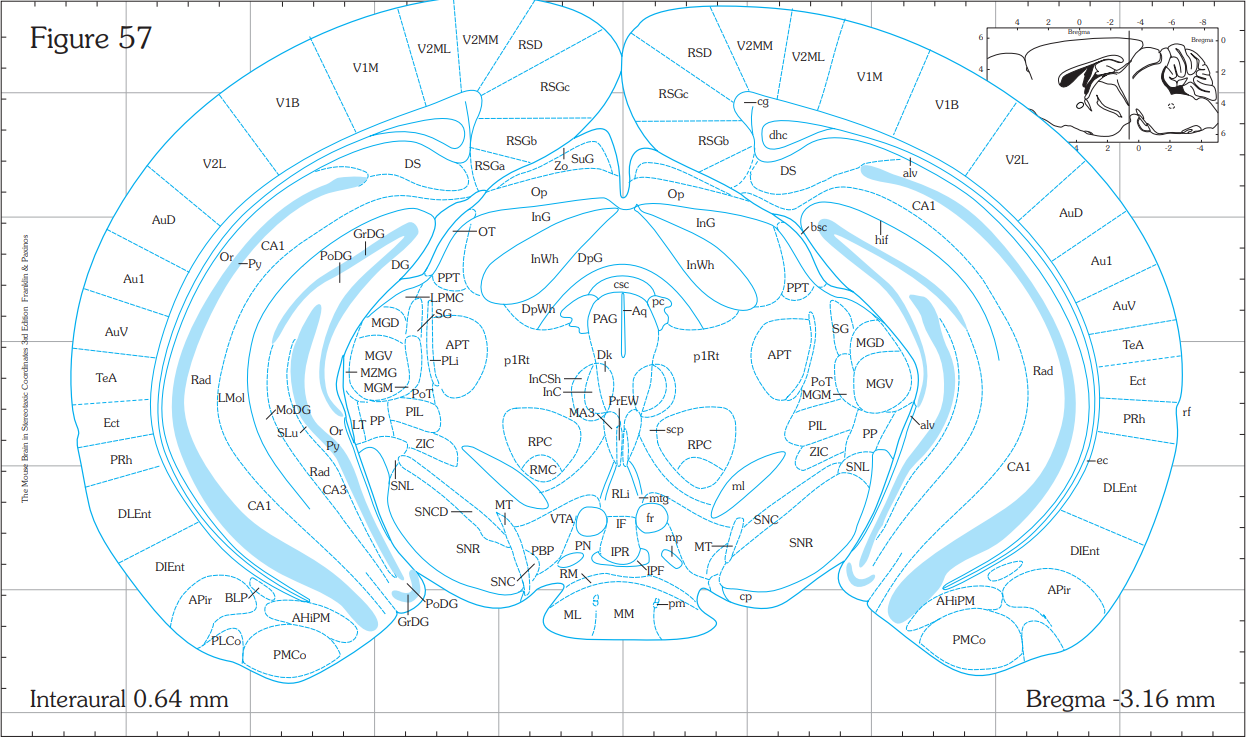 Figure 57
4 2 0 -2 -4 -6 -8
Bregma
Bregma
6
4
0
2
4
6
4 2 0 -2 -4
V2MM
V2ML
RSD
V1M
RSGc
V1B
RSGb
V2L
DS
RSGa
Zo
SuG
Op
AuD
InG
OT
GrDG
CA1
Or
Py
PoDG
DG
InWh
DpG
Au1
PPT
LPMC
SG
DpWh
AuV
MGD
APT
PLi
TeA
MGV
MZMG
MGM
PoT
Rad
LMol
p1Rt
InCSh
InC
MA3
MoDG
SLu
Or
Py
LT
PP
PIL
Ect
ZIC
RPC
RMC
PRh
Rad
CA3
SNL
CA1
DLEnt
SNCD
MT
VTA
SNR
PBP
PN
SNC
RM
DIEnt
APir
BLP
AHiPM
PLCo
PMCo
PoDG
GrDG
ML
MM
pm
csc
pc
PAG
Aq
Dk
PrEW
scp
RLi
mtg
IF
fr
IPR
mp
IPF
RSD
V2MM
V2ML
V1M
RSGc
cg
V1B
RSGb
dhc
DS
alv
V2L
Op
InG
CA1
AuD
bsc
hif
InWh
Au1
PPT
AuV
SG
MGD
TeA
p1Rt
APT
PoT
MGM
MGV
Rad
Ect
PRh
rf
PIL
PP
alv
RPC
ZIC
SNL
ec
CA1
ml
DLEnt
SNC
MT
SNR
DIEnt
cp
AHiPM
APir
PMCo
The Mouse Brain in Stereotaxic Coordinates 3rd Edition Franklin & Paxinos
Interaural 0.64 mm
Bregma -3.16 mm